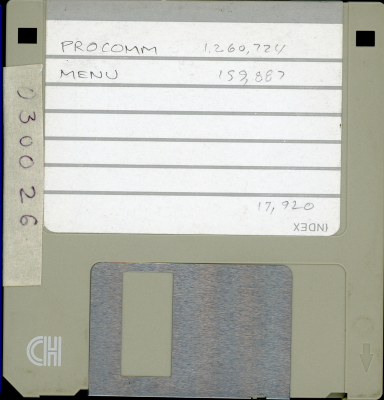 PROCOMM 1,260,724
MENU 159,887
17,920
INDEX
030026
CH